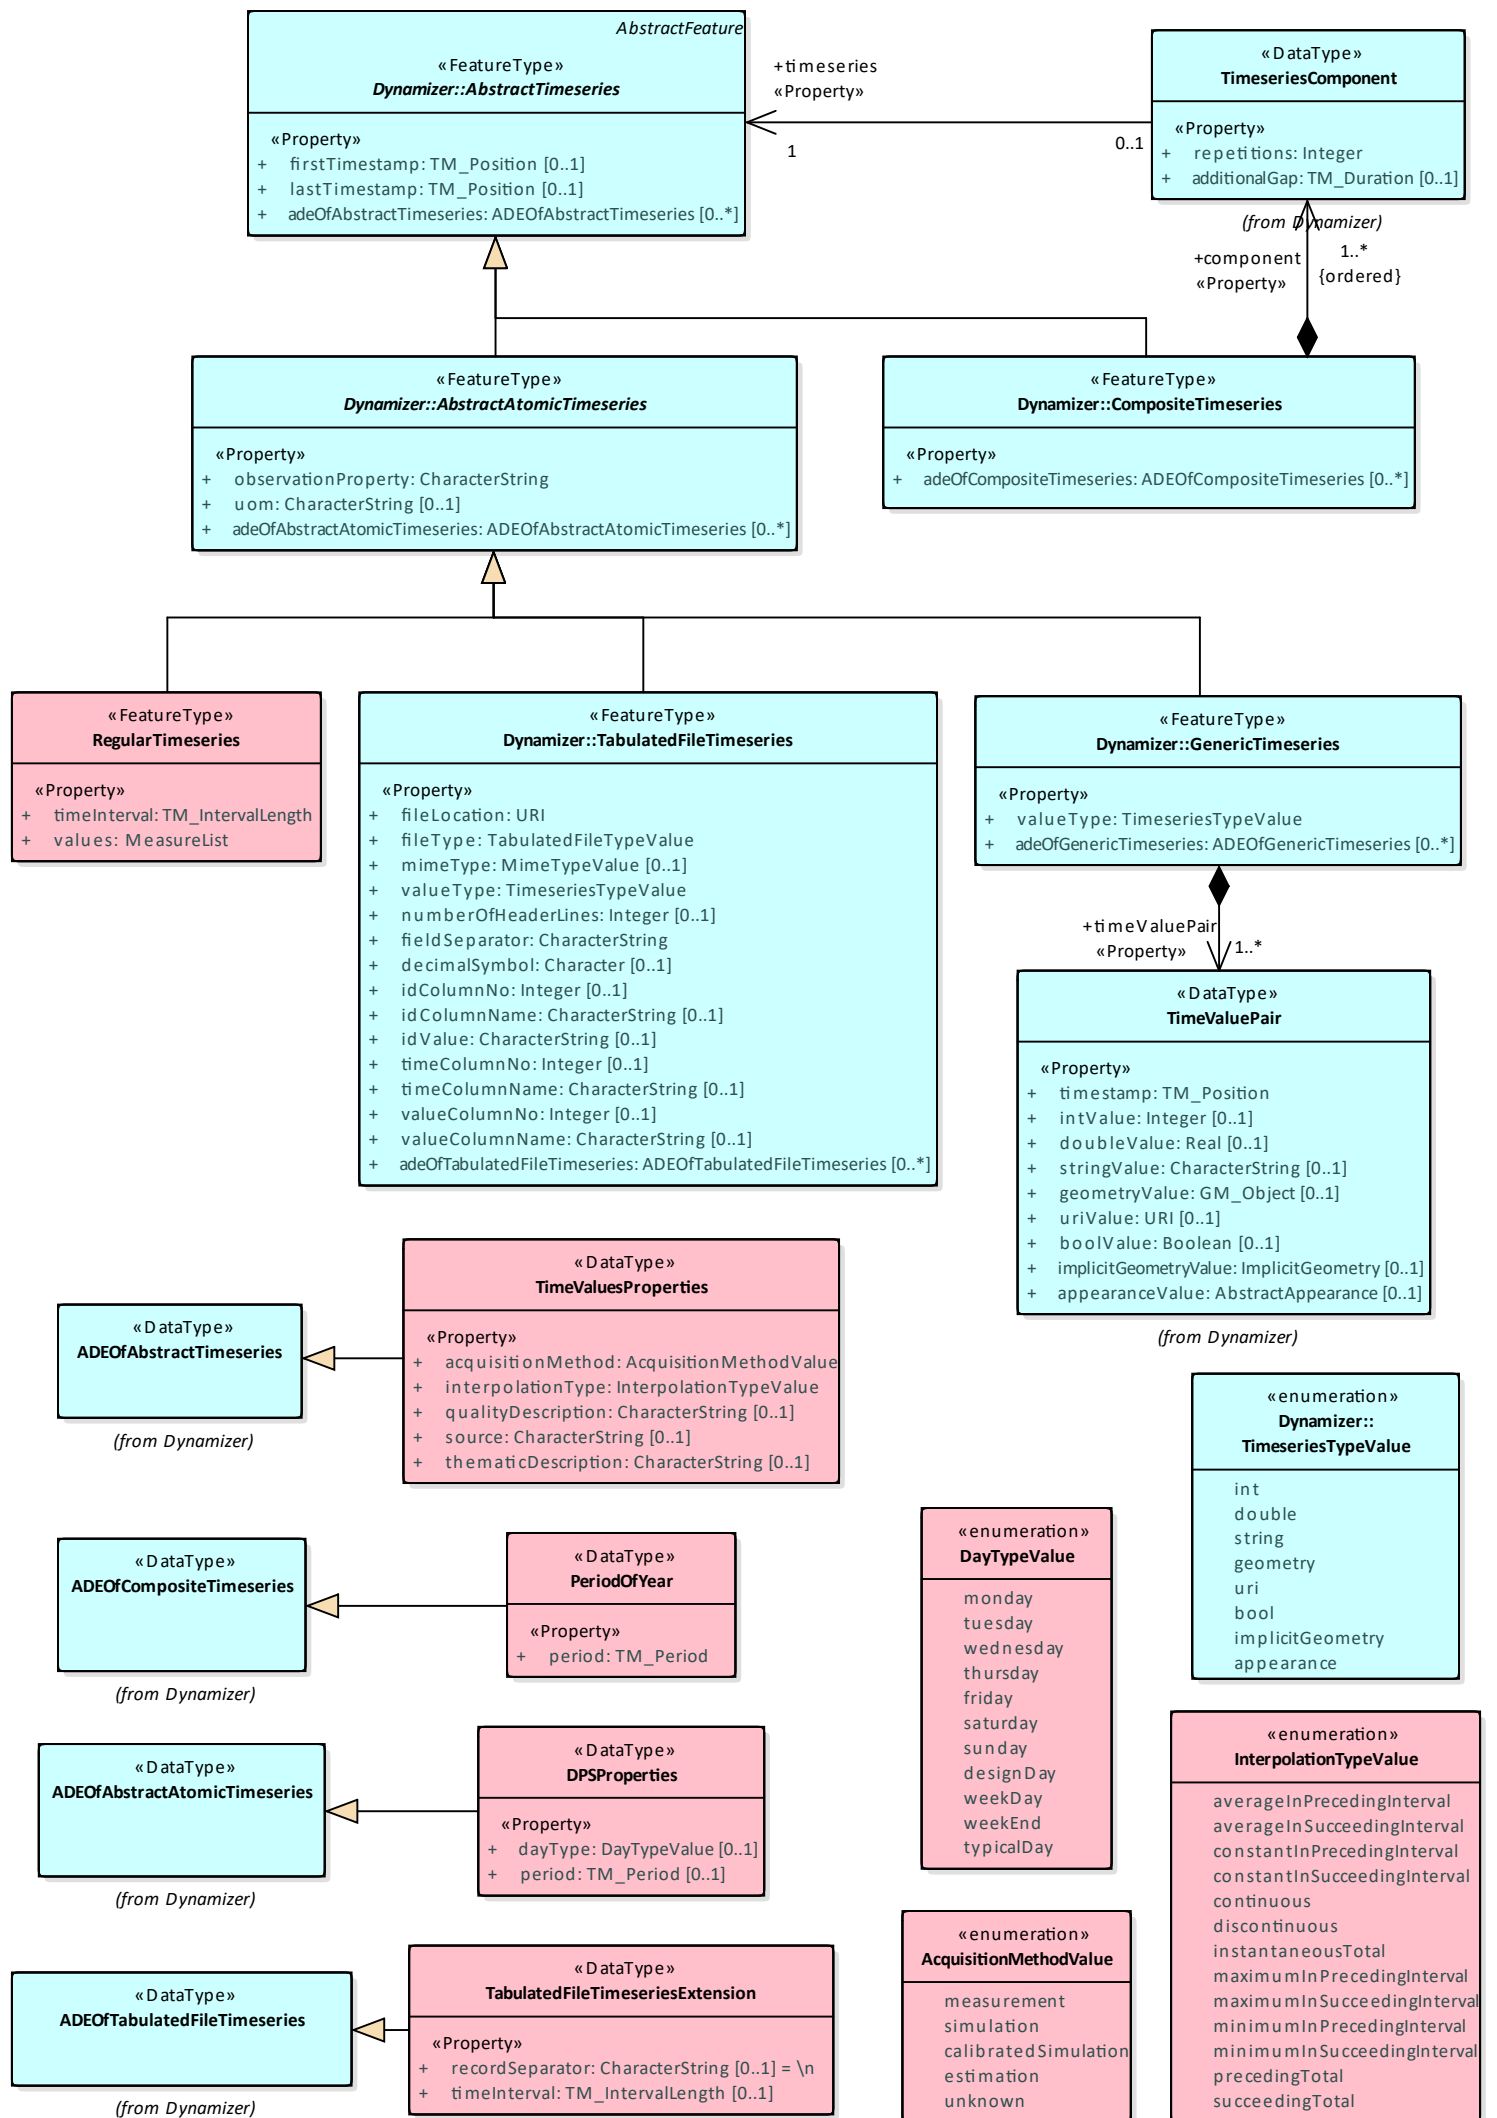 AbstractFeature
«FeatureType»
Dynamizer::AbstractTimeseries
«Property»
+ firstTimestamp: TM_Position [0..1]
+ lastTimestamp: TM_Position [0..1]
+ adeOfAbstractTimeseries: ADEOfAbstractTimeseries [0..*]
+timeseries
«Property»
1
0..1
«DataType»
TimeseriesComponent
«Property»
+ repetitions: Integer
+ additionalGap: TM_Duration [0..1]
(from Dynamizer)
+component
«Property»
1..*
{ordered}
«FeatureType»
Dynamizer::AbstractAtomicTimeseries
«Property»
+ observationProperty: CharacterString
+ uom: CharacterString [0..1]
+ adeOfAbstractAtomicTimeseries: ADEOfAbstractAtomicTimeseries [0..*]
«FeatureType»
Dynamizer::CompositeTimeseries
«Property»
+ adeOfCompositeTimeseries: ADEOfCompositeTimeseries [0..*]
«FeatureType»
RegularTimeseries
«Property»
+ timeInterval: TM_IntervalLength
+ values: MeasureList
«FeatureType»
Dynamizer::TabulatedFileTimeseries
«Property»
+ fileLocation: URI
+ fileType: TabulatedFileTypeValue
+ mimeType: MimeTypeValue [0..1]
+ valueType: TimeseriesTypeValue
+ numberOfHeaderLines: Integer [0..1]
+ fieldSeparator: CharacterString
+ decimalSymbol: Character [0..1]
+ idColumnNo: Integer [0..1]
+ idColumnName: CharacterString [0..1]
+ idValue: CharacterString [0..1]
+ timeColumnNo: Integer [0..1]
+ timeColumnName: CharacterString [0..1]
+ valueColumnNo: Integer [0..1]
+ valueColumnName: CharacterString [0..1]
+ adeOfTabulatedFileTimeseries: ADEOfTabulatedFileTimeseries [0..*]
«FeatureType»
Dynamizer::GenericTimeseries
«Property»
+ valueType: TimeseriesTypeValue
+ adeOfGenericTimeseries: ADEOfGenericTimeseries [0..*]
+timeValuePair
«Property»
1..*
«DataType»
TimeValuePair
«Property»
+ timestamp: TM_Position
+ intValue: Integer [0..1]
+ doubleValue: Real [0..1]
+ stringValue: CharacterString [0..1]
+ geometryValue: GM_Object [0..1]
+ uriValue: URI [0..1]
+ boolValue: Boolean [0..1]
+ implicitGeometryValue: ImplicitGeometry [0..1]
+ appearanceValue: AbstractAppearance [0..1]
(from Dynamizer)
«DataType»
ADEOfAbstractTimeseries
(from Dynamizer)
«DataType»
TimeValuesProperties
«Property»
+ acquisitionMethod: AcquisitionMethodValue
+ interpolationType: InterpolationTypeValue
+ qualityDescription: CharacterString [0..1]
+ source: CharacterString [0..1]
+ thematicDescription: CharacterString [0..1]
«enumeration»
Dynamizer::
TimeseriesTypeValue
int
double
string
geometry
uri
bool
implicitGeometry
appearance
«DataType»
ADEOfCompositeTimeseries
(from Dynamizer)
«DataType»
PeriodOfYear
«Property»
+ period: TM_Period
«enumeration»
DayTypeValue
monday
tuesday
wednesday
thursday
friday
saturday
sunday
designDay
weekDay
weekEnd
typicalDay
«DataType»
ADEOfAbstractAtomicTimeseries
(from Dynamizer)
«DataType»
DPSProperties
«Property»
+ dayType: DayTypeValue [0..1]
+ period: TM_Period [0..1]
«enumeration»
InterpolationTypeValue
averageInPrecedingInterval
averageInSucceedingInterval
constantInPrecedingInterval
constantInSucceedingInterval
continuous
discontinuous
instantaneousTotal
maximumInPrecedingInterval
maximumInSucceedingInterval
minimumInPrecedingInterval
minimumInSucceedingInterval
precedingTotal
succeedingTotal
«enumeration»
AcquisitionMethodValue
measurement
simulation
calibratedSimulation
estimation
unknown
«DataType»
ADEOfTabulatedFileTimeseries
(from Dynamizer)
«DataType»
TabulatedFileTimeseriesExtension
«Property»
+ recordSeparator: CharacterString [0..1] = \n
+ timeInterval: TM_IntervalLength [0..1]